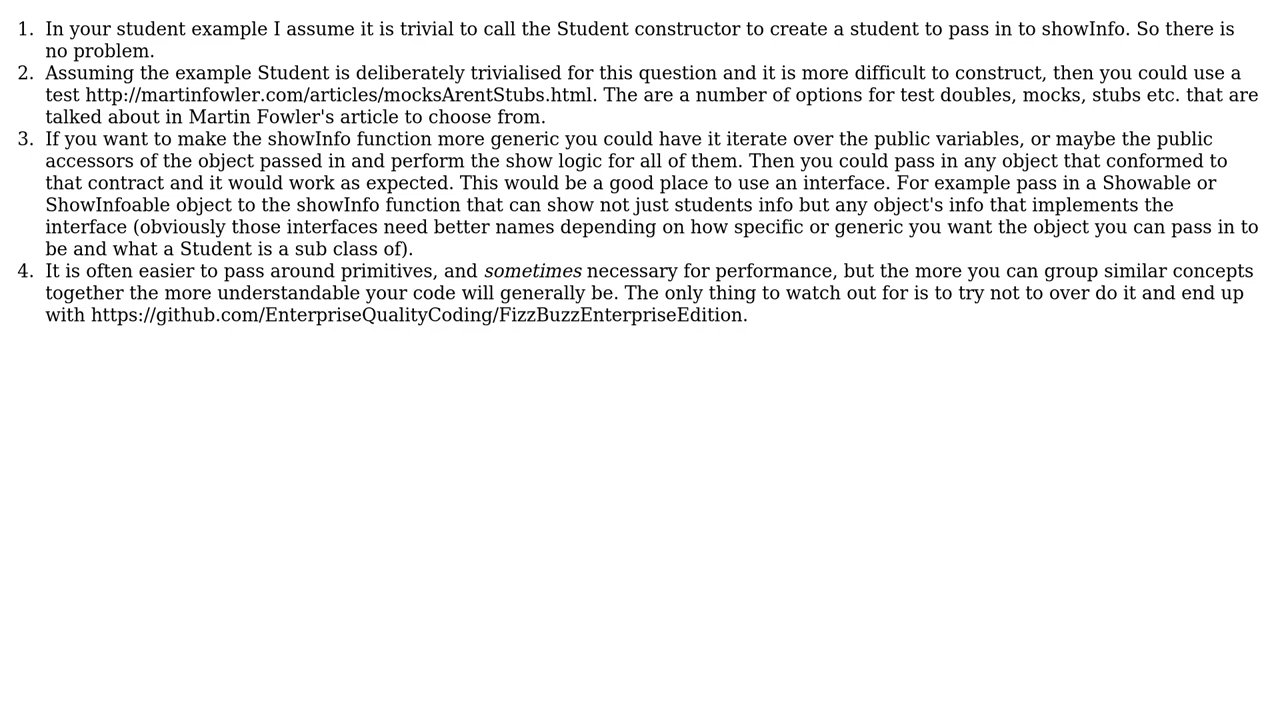 1. In your student example I assume it is trivial to call the Student constructor to create a student to pass in to showInfo. So there is
no problem.
2. Assuming the example Student is deliberately trivialised for this question and it is more difficult to construct, then you could use a
test http://martinfowler.com/articles/mocksArentStubs.html. The are a number of options for test doubles, mocks, stubs etc. that are
talked about in Martin Fowler's article to choose from.
3. If you want to make the showInfo function more generic you could have it iterate over the public variables, or maybe the public
accessors of the object passed in and perform the show logic for all of them. Then you could pass in any object that conformed to
that contract and it would work as expected. This would be a good place to use an interface. For example pass in a Showable or
ShowInfoable object to the showInfo function that can show not just students info but any object's info that implements the
interface (obviously those interfaces need better names depending on how specific or generic you want the object you can pass in to
be and what a Student is a sub class of).
4. It is often easier to pass around primitives, and sometimes necessary for performance, but the more you can group similar concepts
together the more understandable your code will generally be. The only thing to watch out for is to try not to over do it and end up
with https://github.com/EnterpriseQualityCoding/FizzBuzzEnterpriseEdition.